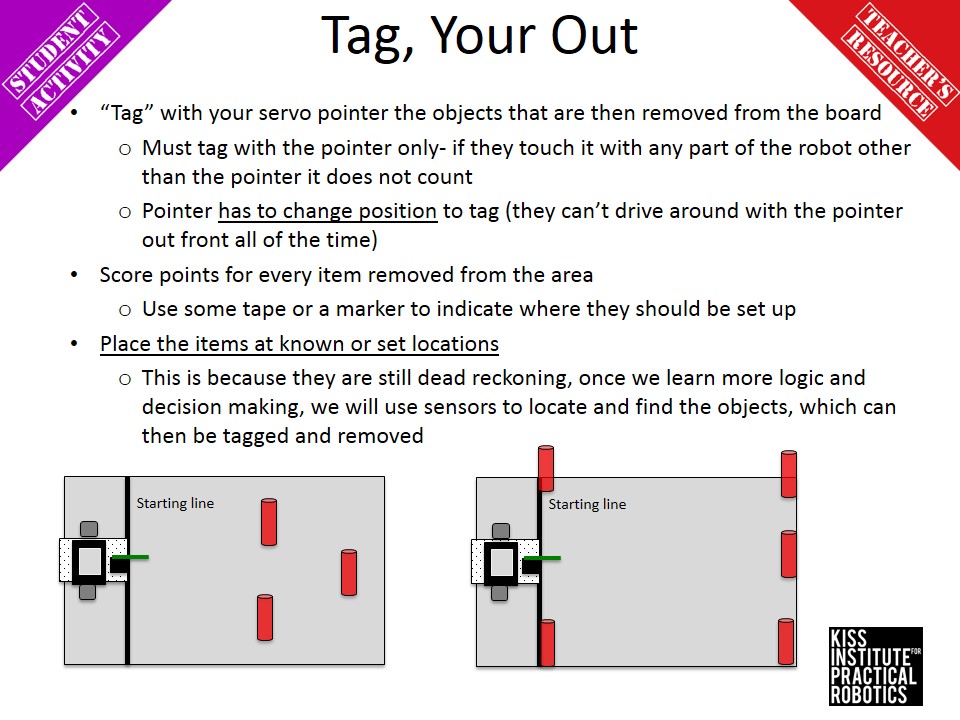 Tag, Your Out
STUDENT
ACTIVITY
TEACHER'S
RESOURCE
• “Tag” with your servo pointer the objects that are then removed from the board
o Must tag with the pointer only- if they touch it with any part of the robot other
than the pointer it does not count
o Pointer has to change position to tag (they can’t drive around with the pointer
out front all of the time)
• Score points for every item removed from the area
o Use some tape or a marker to indicate where they should be set up
• Place the items at known or set locations
o This is because they are still dead reckoning, once we learn more logic and
decision making, we will use sensors to locate and find the objects, which can
then be tagged and removed
Starting line
Starting line
KISS
INSTITUTE FOR
PRACTICAL
ROBOTICS